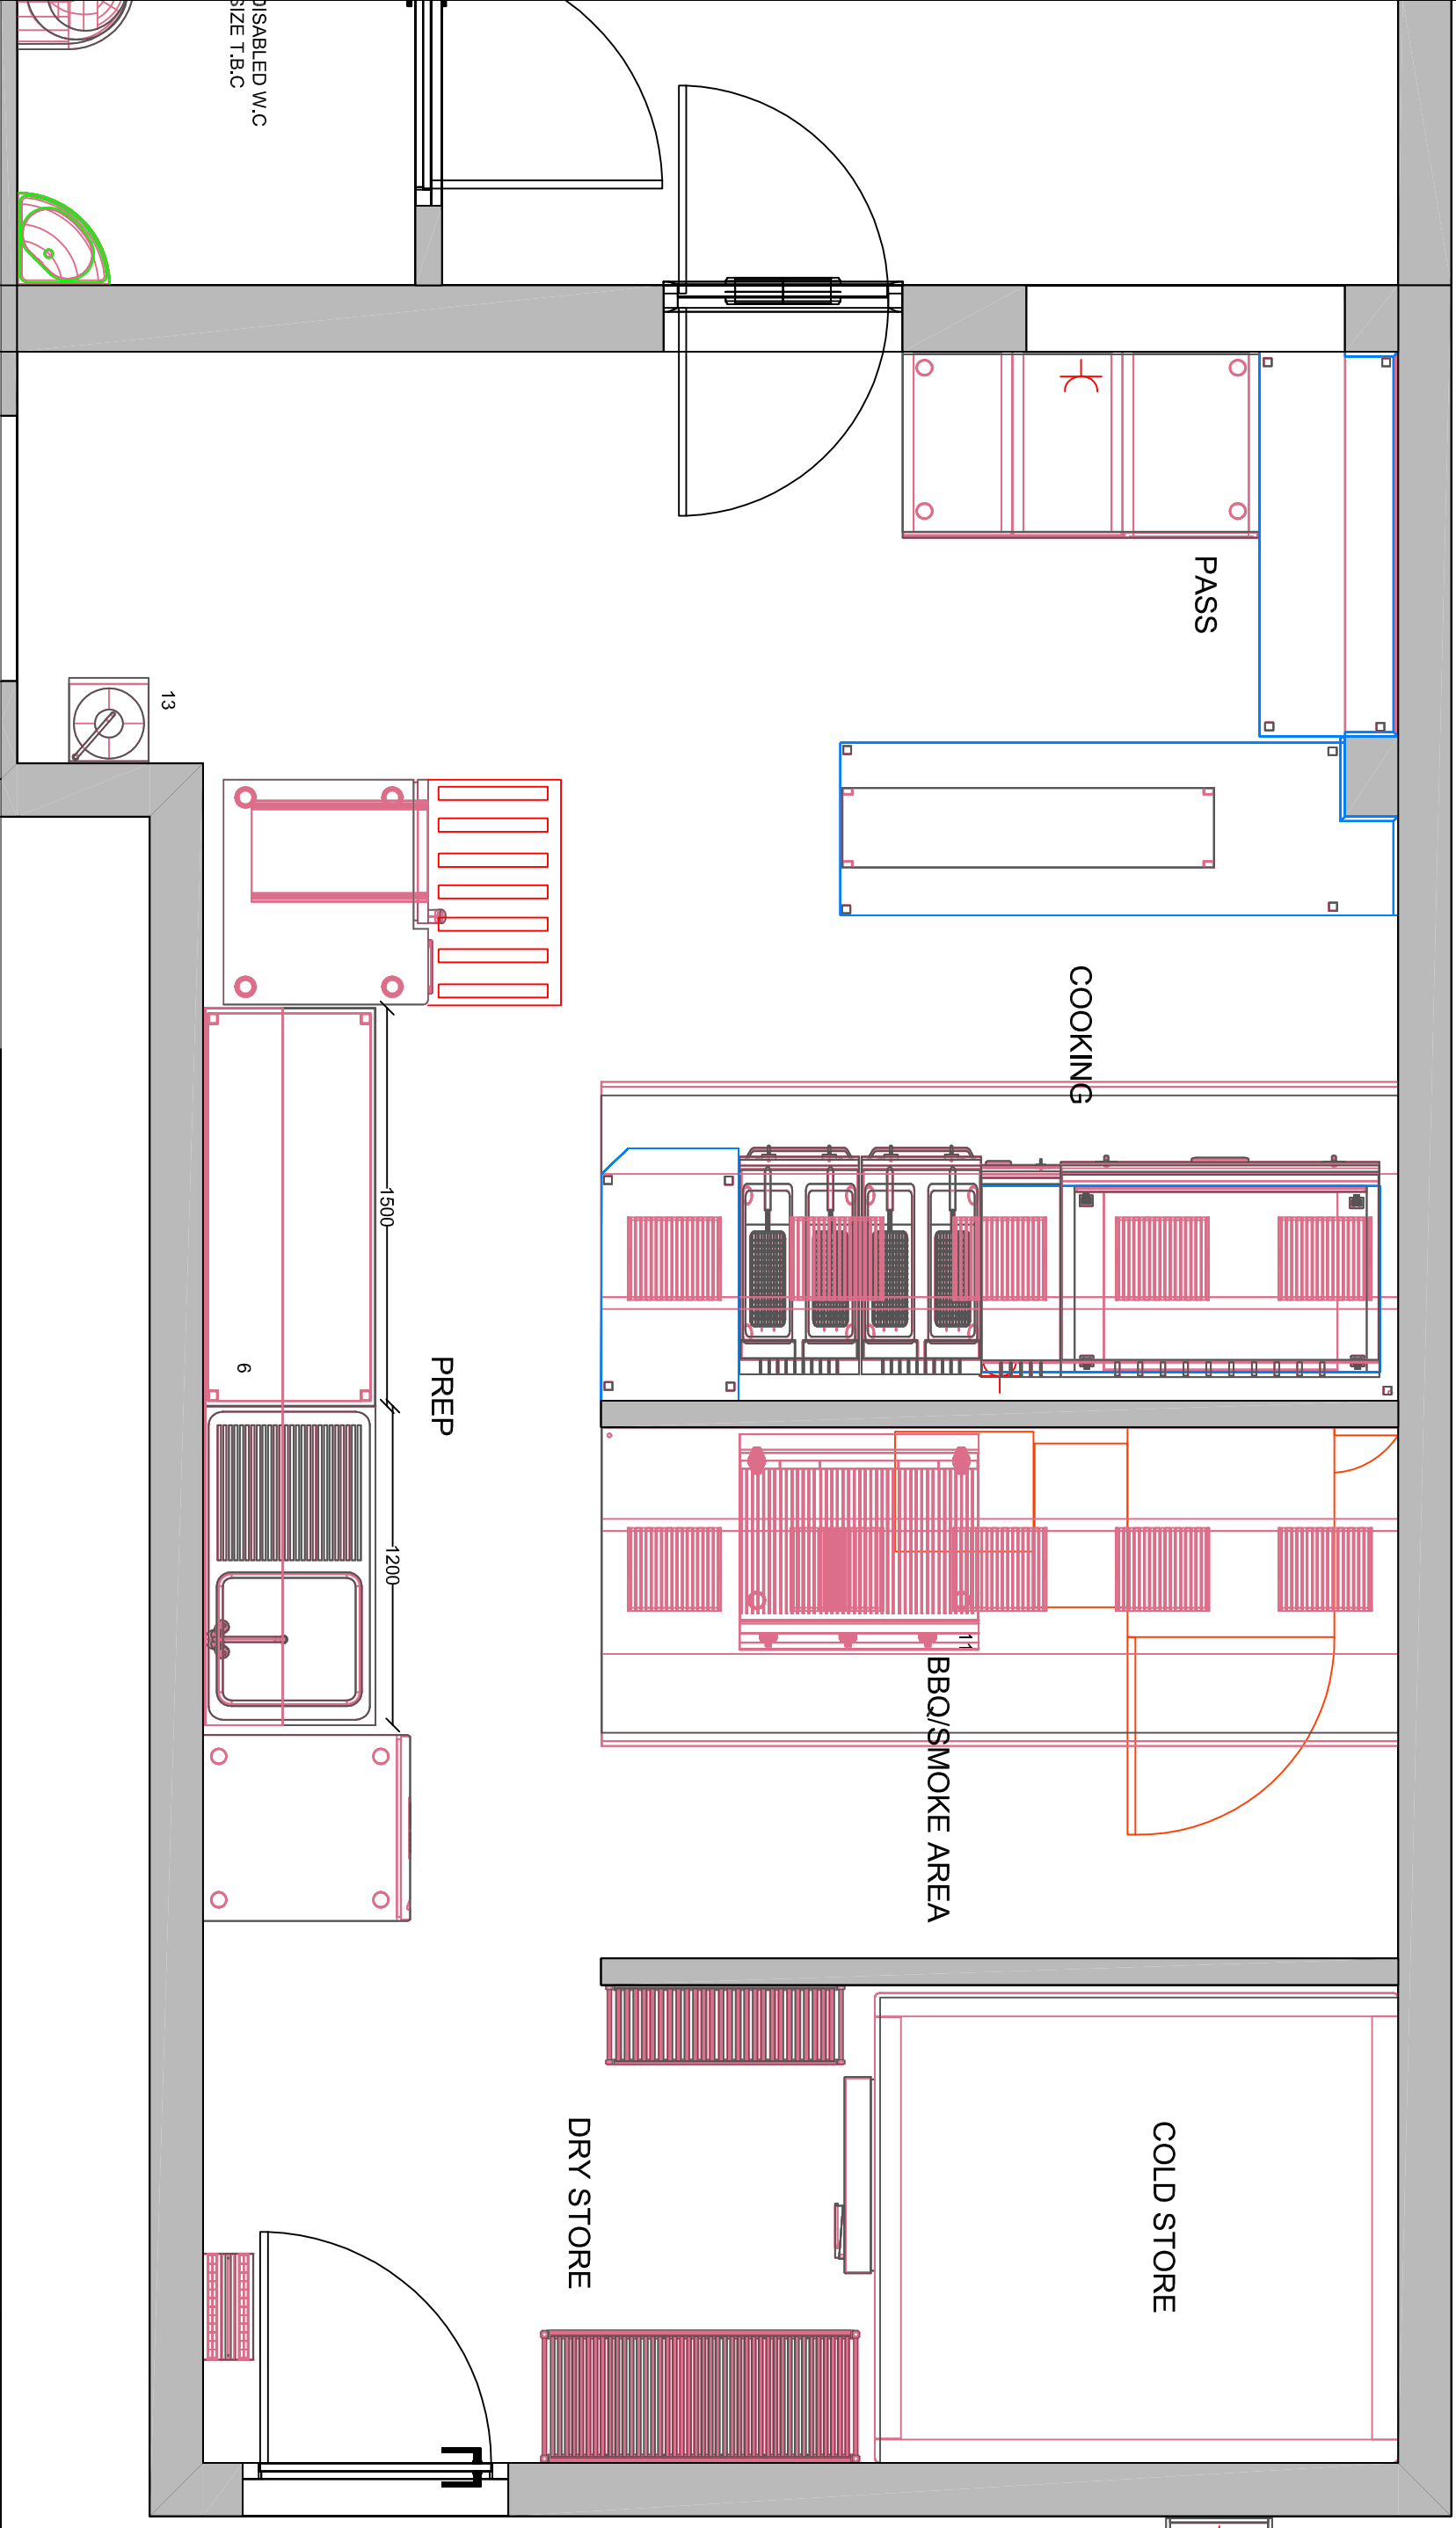 DISABLED W.C
SIZE T.B.C
PASS
13
COOKING
1500
6
PREP
1200
11
BBQ/SMOKE AREA
DRY STORE
COLD STORE